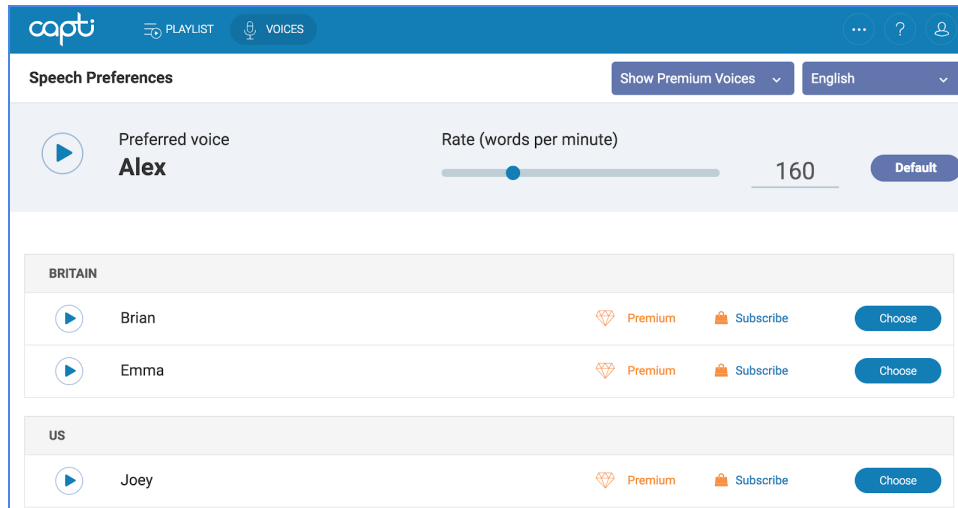 capti PLAYLIST VOICES ... ?
Speech Preferences Show Premium Voices English
Preferred voice Rate (words per minute)
Alex 160 Default
BRITAIN
Brian Premium Subscribe Choose
Emma Premium Subscribe Choose
US
Joey Premium Subscribe Choose